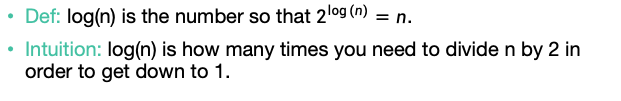 • Def: log(n) is the number so that 2^log (n) = n.
• Intuition: log(n) is how many times you need to divide n by 2 in
order to get down to 1.